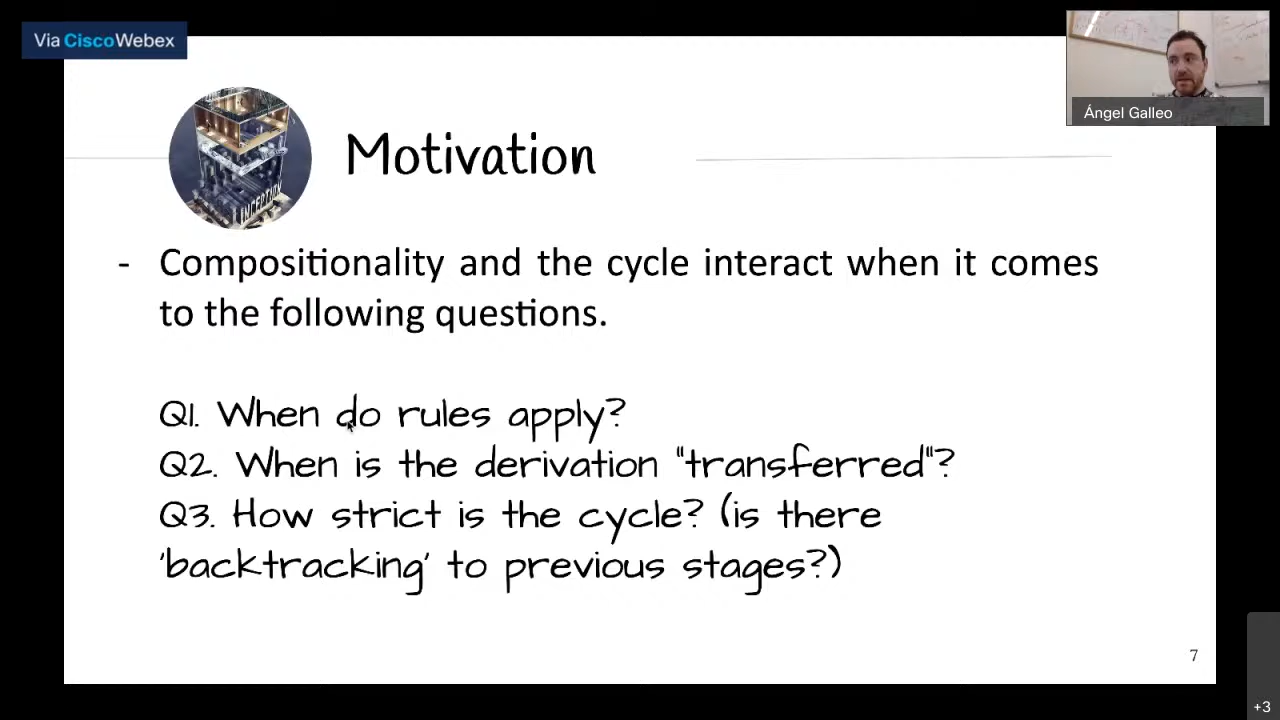 Via CiscoWebex
Ángel Galleo
INCEPTION
Motivation
- Compositionality and the cycle interact when it comes
to the following questions.
Q1. When do rules apply?
Q2. When is the derivation "transferred"?
Q3. How strict is the cycle? (is there
'backtracking' to previous stages?)
7
+3